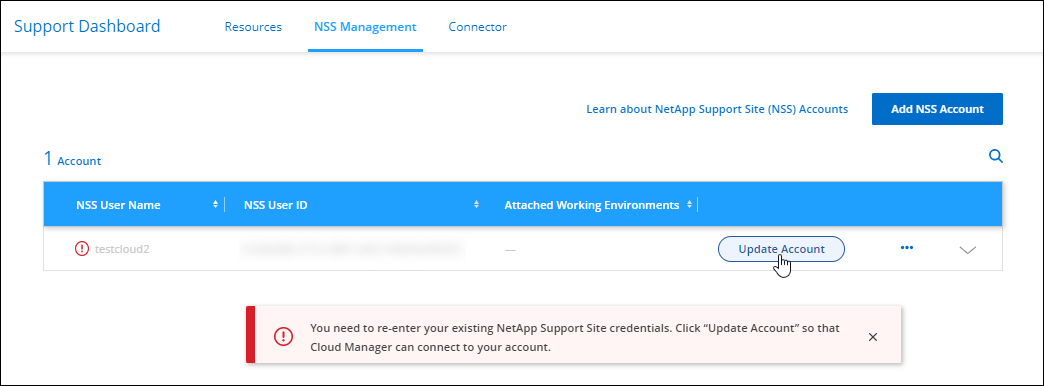 Support Dashboard Resources NSS Management Connector
Learn about NetApp Support Site (NSS) Accounts Add NSS Account
1 Account
NSS User Name NSS User ID Attached Working Environments
testcloud2 — Update Account
You need to re-enter your existing NetApp Support Site credentials. Click “Update Account” so that
Cloud Manager can connect to your account.